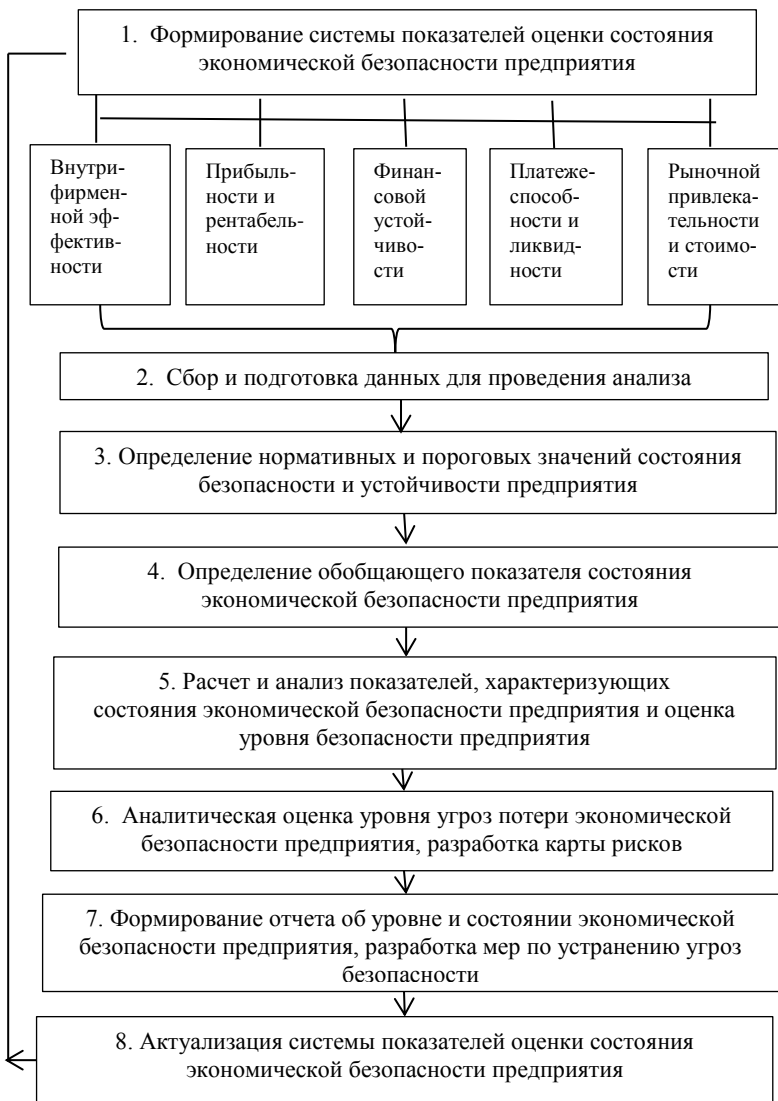 1. Формирование системы показателей оценки состояния
экономической безопасности предприятия
Внутри-
фирмен-
ной эф-
фектив-
ности
Прибыль-
ности и
рентабель-
ности
Финан-
совой
устой-
чиво-
сти
Платеже-
способ-
ности и
ликвид-
ности
Рыночной
привлека-
тельности
и стоимо-
сти
2. Сбор и подготовка данных для проведения анализа
3. Определение нормативных и пороговых значений состояния
безопасности и устойчивости предприятия
4. Определение обобщающего показателя состояния
экономической безопасности предприятия
5. Расчет и анализ показателей, характеризующих
состояния экономической безопасности предприятия и оценка
уровня безопасности предприятия
6. Аналитическая оценка уровня угроз потери экономической
безопасности предприятия, разработка карты рисков
7. Формирование отчета об уровне и состоянии экономической
безопасности предприятия, разработка мер по устранению угроз
безопасности
8. Актуализация системы показателей оценки состояния
экономической безопасности предприятия